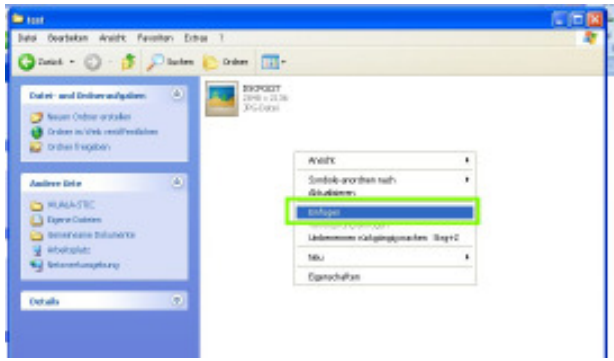 test
Datei Bearbeiten Ansicht Favoriten Extras ?
Zurück Suchen Ordner
Datei- und Ordneraufgaben
Neuen Ordner erstellen
Ordner im Web veröffentlichen
Ordner freigeben
Andere Orte
Eigene Dateien
Gemeinsame Dokumente
Arbeitsplatz
Netzwerkumgebung
Details
JPG-Datei
Ansicht
Symbole anordnen nach
Aktualisieren
Einfügen
Umbenennen rückgängig machen Strg+Z
Neu
Eigenschaften